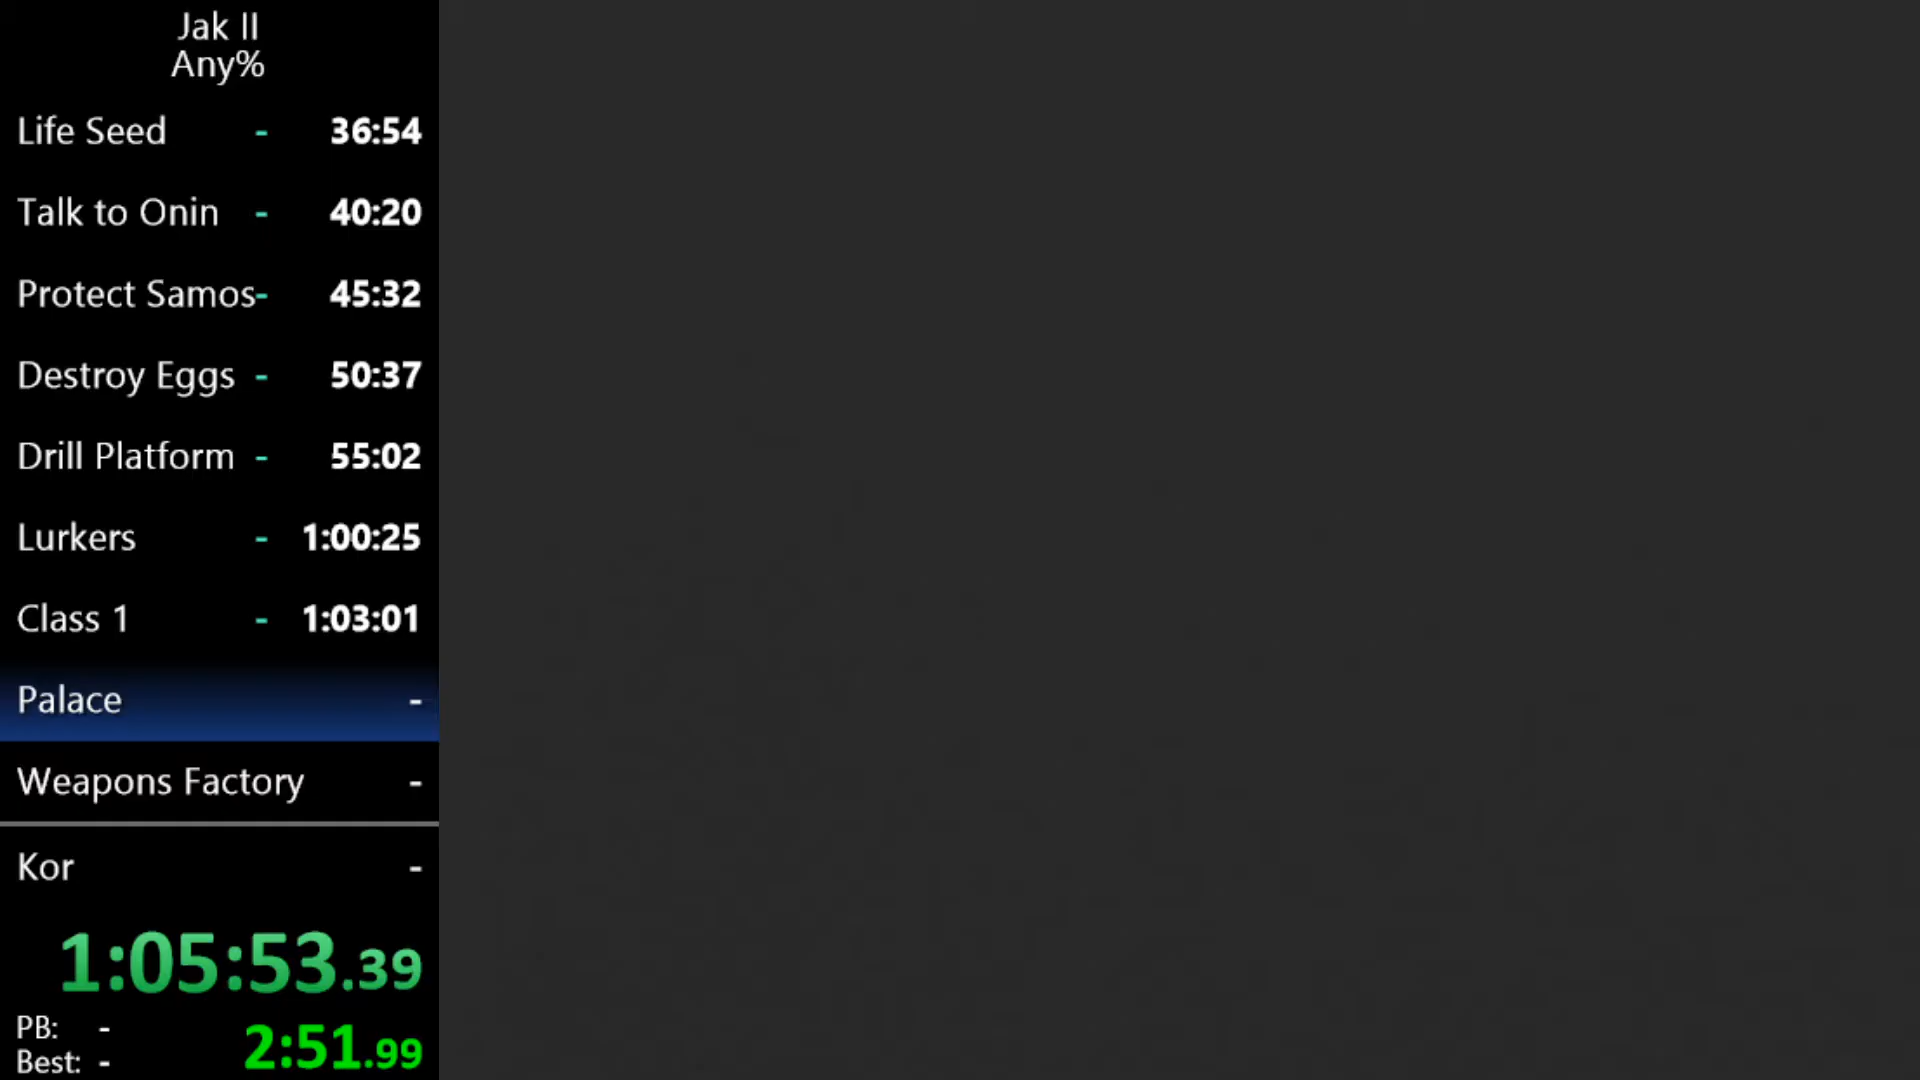 Jak II
Any%
Life Seed - 36:54
Talk to Onin - 40:20
Protect Samos- 45:32
Destroy Eggs - 50:37
Drill Platform - 55:02
Lurkers - 1:00:25
Class 1 - 1:03:01
Palace -
Weapons Factory -
Kor -
1:05:53.39
PB: -
Best: - 2:51.99